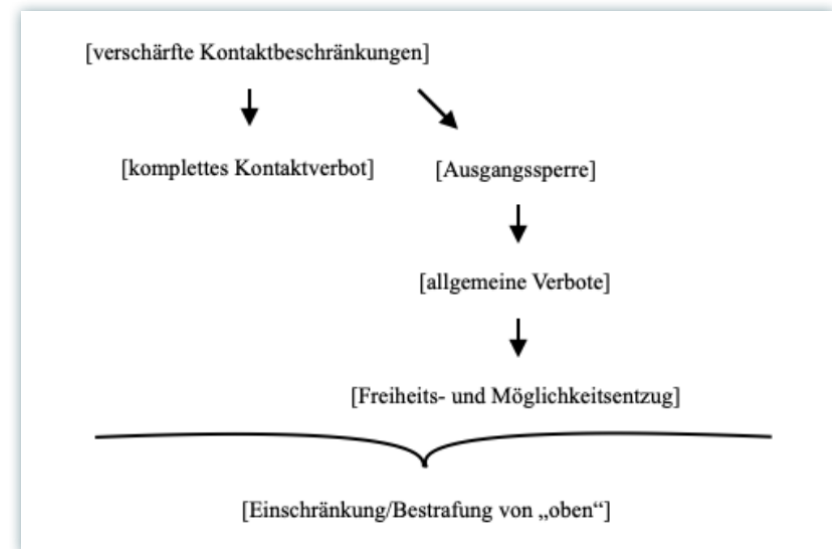 [verschärfte Kontaktbeschränkungen]
[komplettes Kontaktverbot] [Ausgangssperre]
[allgemeine Verbote]
[Freiheits- und Möglichkeitsentzug]
[Einschränkung/Bestrafung von „oben“]